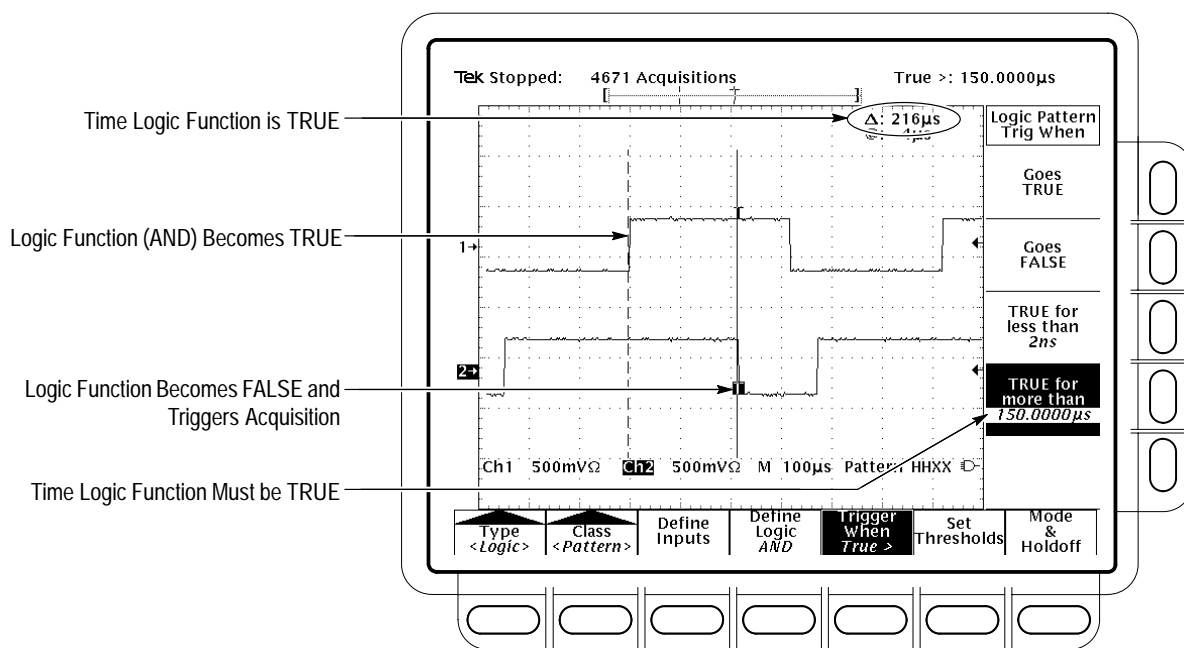 Tek Stopped: 4671 Acquisitions True >: 150.0000µs
Time Logic Function is TRUE
Δ: 216µs
Logic Pattern
Trig When
Goes
TRUE
Logic Function (AND) Becomes TRUE
1→
Goes
FALSE
TRUE for
less than
2ns
2→
Logic Function Becomes FALSE and
Triggers Acquisition
TRUE for
more than
150.0000µs
Ch1 500mVΩ Ch2 500mVΩ M 100µs Pattern HHXX
Time Logic Function Must be TRUE
Type
<Logic>
Class
<Pattern>
Define
Inputs
Define
Logic
AND
Trigger
When
True >
Set
Thresholds
Mode
&
Holdoff